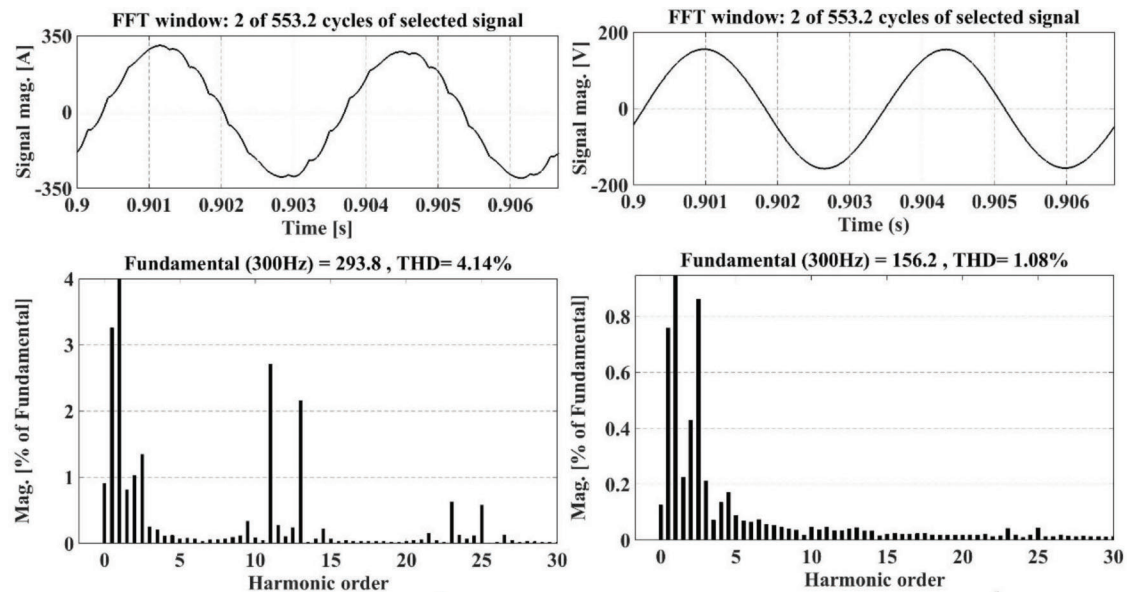 FFT window: 2 of 553.2 cycles of selected signal
350
0
-350
Signal mag. [A]
0.9 0.901 0.902 0.903 0.904 0.905 0.906
Time [s]
Fundamental (300Hz) = 293.8 , THD= 4.14%
4
3
2
1
0
Mag. [% of Fundamental]
0 5 10 15 20 25 30
Harmonic order
FFT window: 2 of 553.2 cycles of selected signal
200
0
-200
Signal mag. [V]
0.9 0.901 0.902 0.903 0.904 0.905 0.906
Time (s)
Fundamental (300Hz) = 156.2 , THD= 1.08%
0.8
0.6
0.4
0.2
0
Mag. [% of Fundamental]
0 5 10 15 20 25 30
Harmonic order